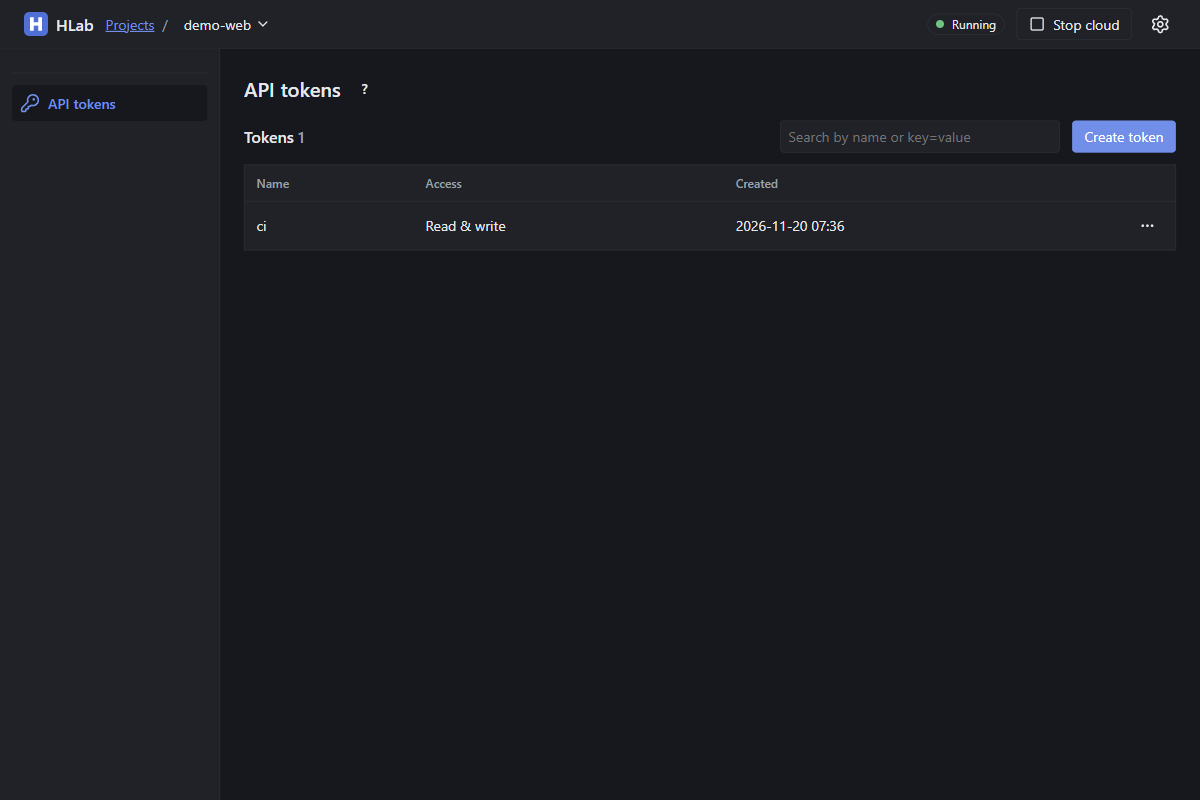 H HLab Projects / demo-web
Running
Stop cloud
API tokens
API tokens ?
Tokens 1
Search by name or key=value
Create token
Name Access Created
ci Read & write 2026-11-20 07:36